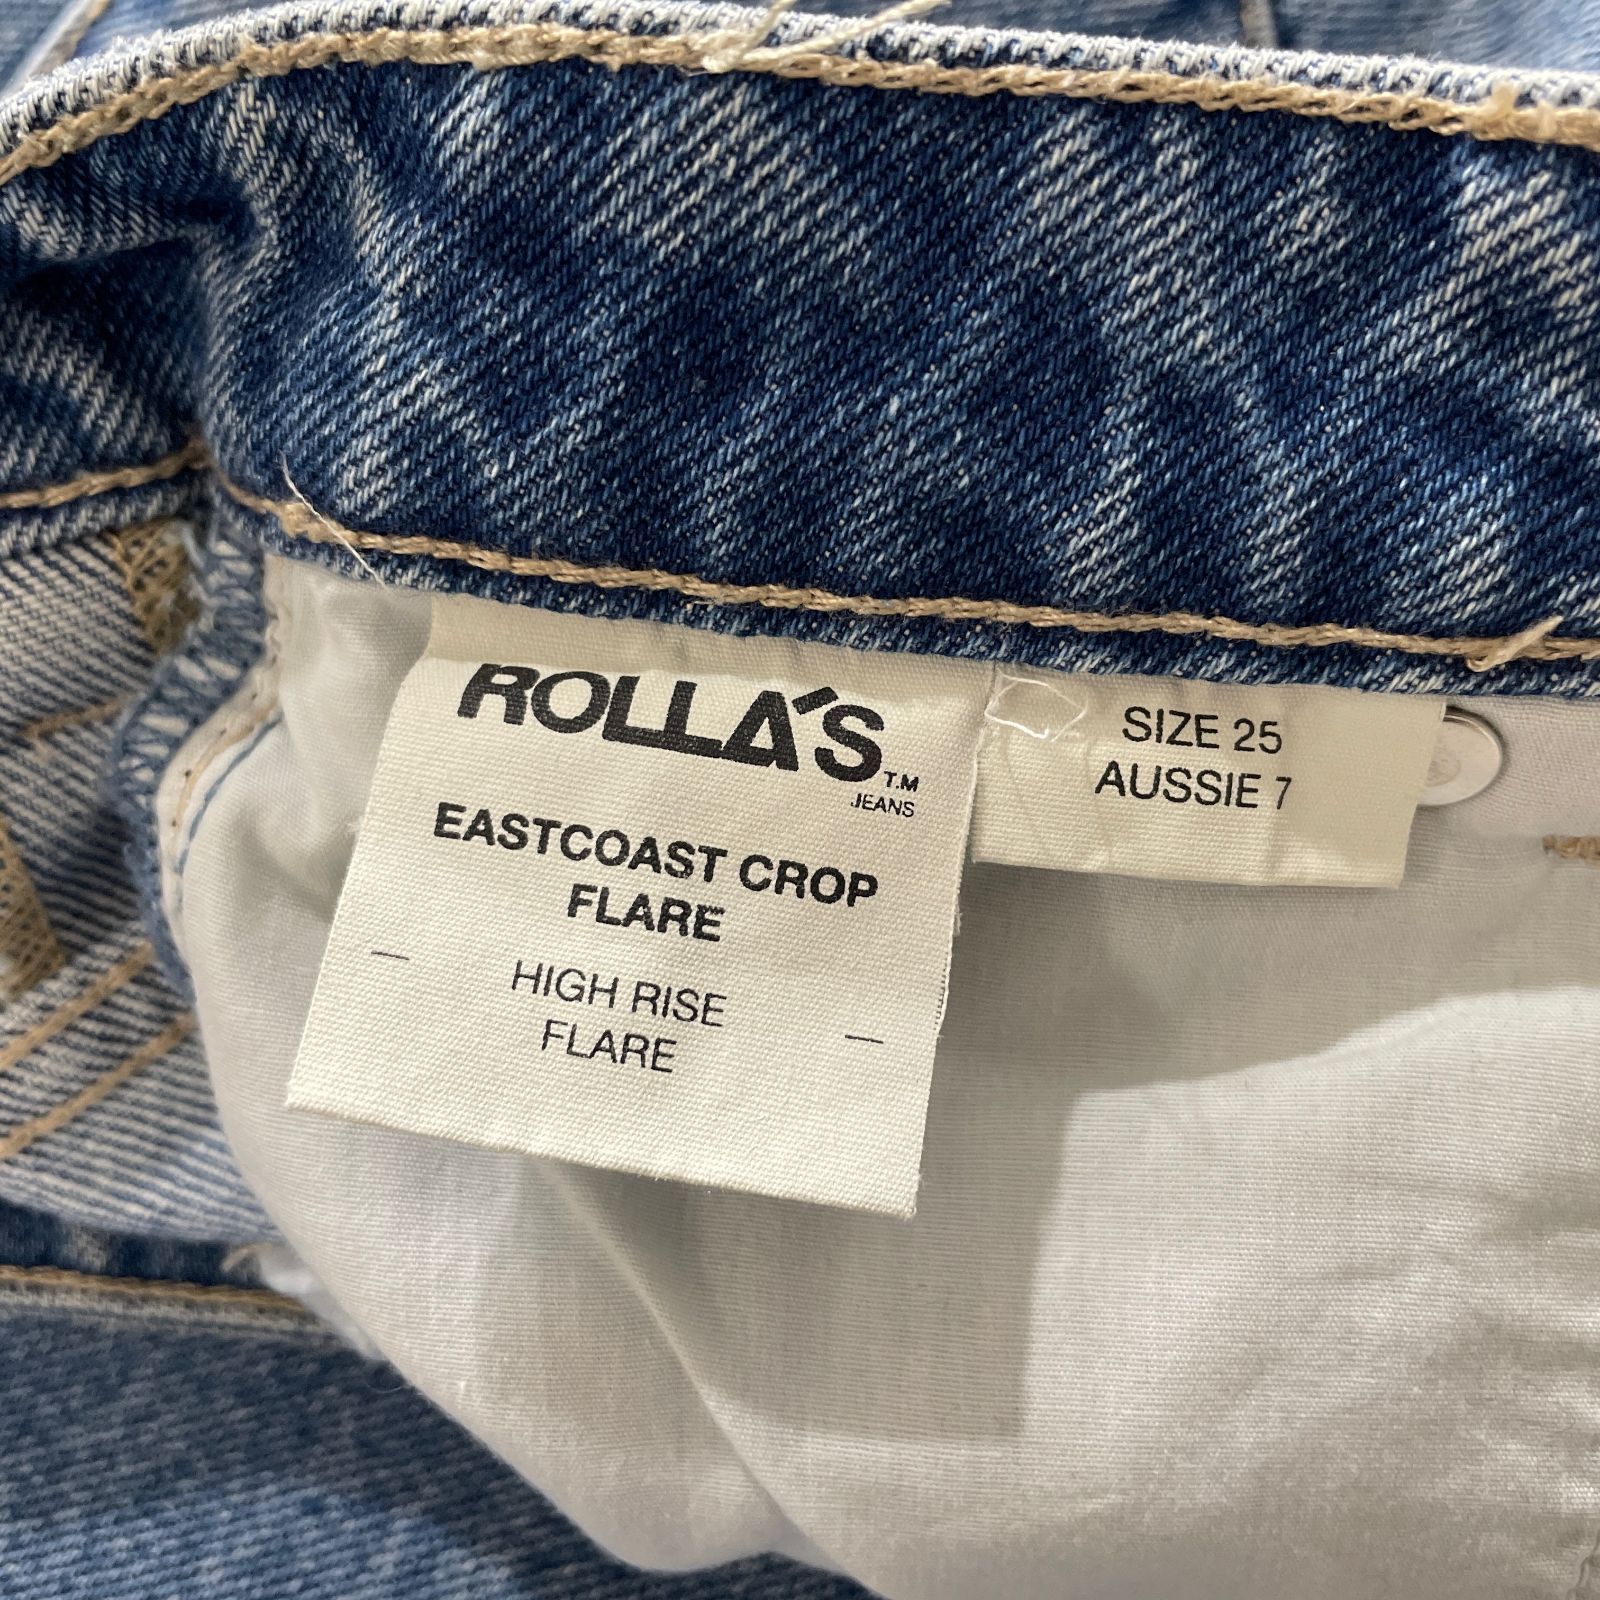 ROLLA'S T.M
JEANS
EASTCOAST CROP
FLARE
HIGH RISE
FLARE
SIZE 25
AUSSIE 7